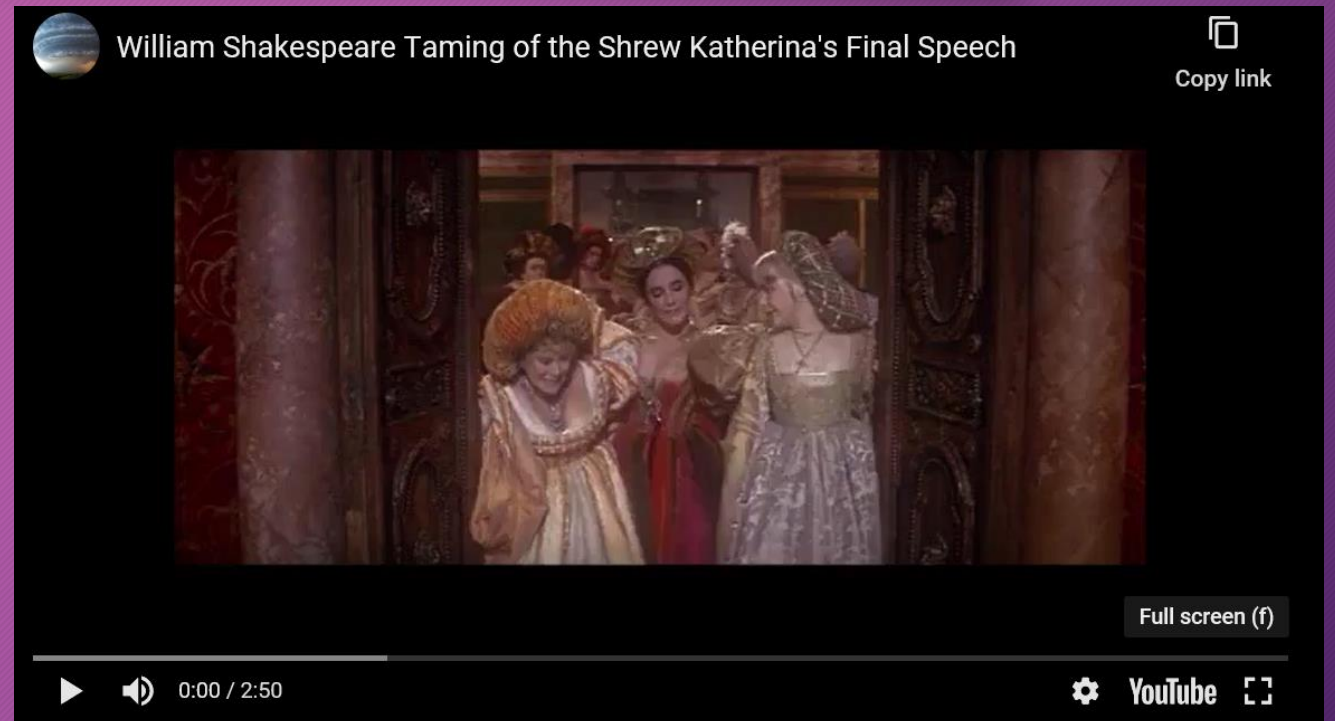 William Shakespeare Taming of the Shrew Katherina's Final Speech
Copy link
Full screen (f)
0:00 / 2:50
YouTube